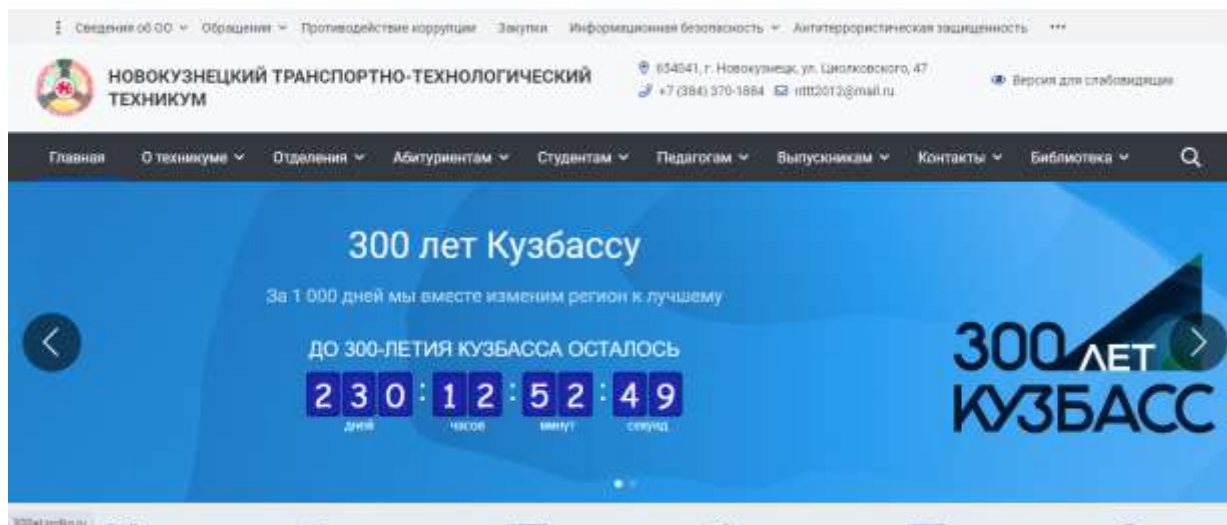 Сведения об ОО Обращения Противодействие коррупции Закупки Информационная безопасность Антитеррористическая защищенность ...
НОВОКУЗНЕЦКИЙ ТРАНСПОРТНО-ТЕХНОЛОГИЧЕСКИЙ
ТЕХНИКУМ
654041, г. Новокузнецк, ул. Циолковского, 47
+7 (384) 370-1884 nttt2012@mail.ru
Версия для слабовидящих
Главная О техникуме Отделения Абитуриентам Студентам Педагогам Выпускникам Контакты Библиотека
300 лет Кузбассу
За 1 000 дней мы вместе изменим регион к лучшему
ДО 300-ЛЕТИЯ КУЗБАССА ОСТАЛОСЬ
230:12:52:49
дней часов минут секунд
300 ЛЕТ
КУЗБАСС